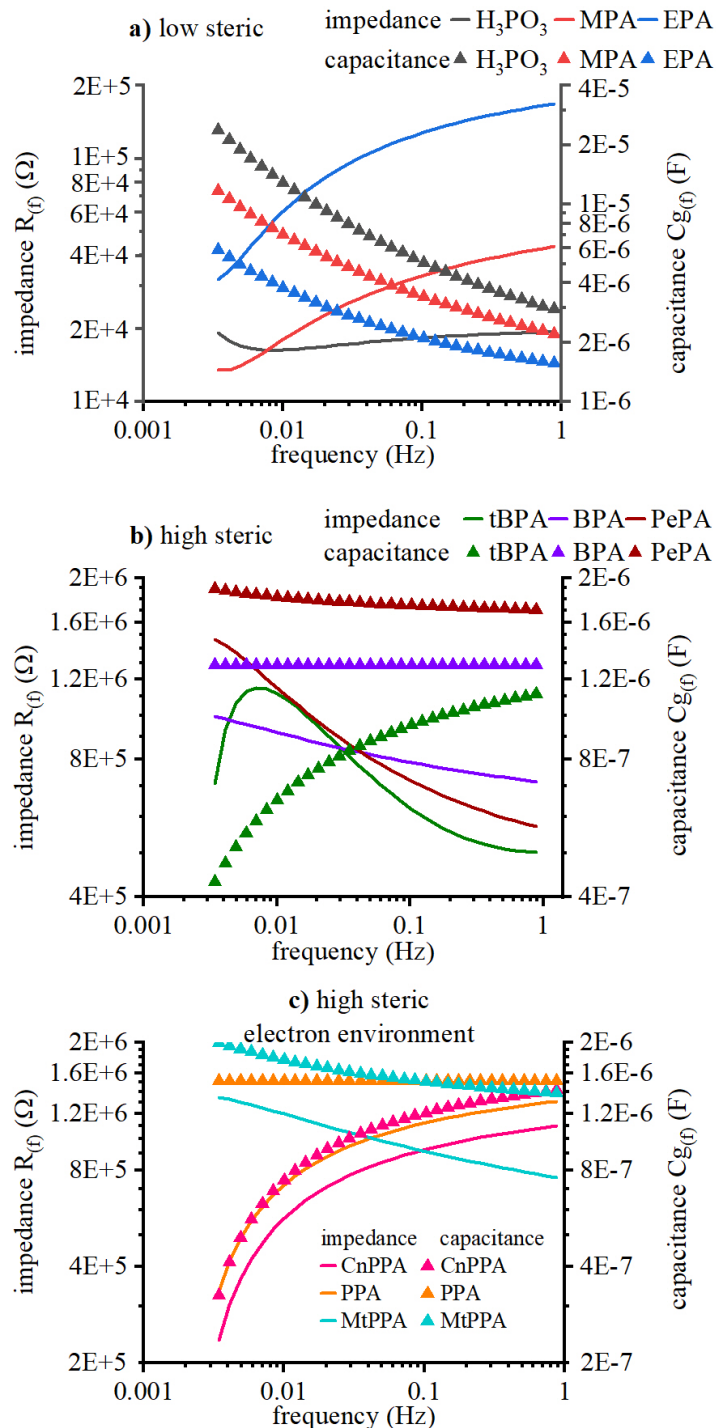 a) low steric
impedance H₃PO₃ MPA EPA
capacitance H₃PO₃ MPA EPA
2E+5
1E+5
8E+4
6E+4
4E+4
2E+4
1E+4
impedance R(f) (Ω)
4E-5
2E-5
1E-5
8E-6
6E-6
4E-6
2E-6
1E-6
capacitance Cg(f) (F)
0.001 0.01 0.1 1
frequency (Hz)
b) high steric
impedance tBPA BPA PePA
capacitance tBPA BPA PePA
2E+6
1.6E+6
1.2E+6
8E+5
4E+5
impedance R(f) (Ω)
2E-6
1.6E-6
1.2E-6
8E-7
4E-7
capacitance Cg(f) (F)
0.001 0.01 0.1 1
frequency (Hz)
c) high steric
electron environment
2E+6
1.6E+6
1.2E+6
8E+5
4E+5
2E+5
impedance R(f) (Ω)
2E-6
1.6E-6
1.2E-6
8E-7
4E-7
2E-7
capacitance Cg(f) (F)
impedance capacitance
CnPPA CnPPA
PPA PPA
MtPPA MtPPA
0.001 0.01 0.1 1
frequency (Hz)